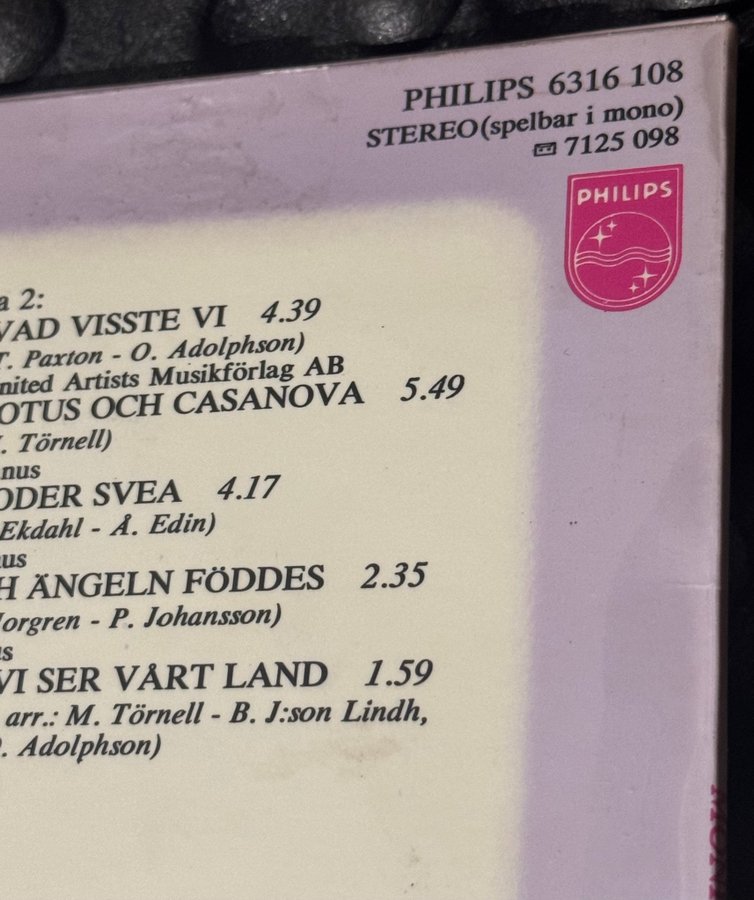 PHILIPS 6316 108
STEREO(spelbar i mono)
7125 098
PHILIPS
a 2:
VAD VISSTE VI 4.39
T. Paxton - O. Adolphson)
nited Artists Musikförlag AB
OTUS OCH CASANOVA 5.49
. Törnell)
nus
ODER SVEA 4.17
Ekdahl - Å. Edin)
us
H ÄNGELN FÖDDES 2.35
orgren - P. Johansson)
s
VI SER VÅRT LAND 1.59
arr.: M. Törnell - B. J:son Lindh,
. Adolphson)